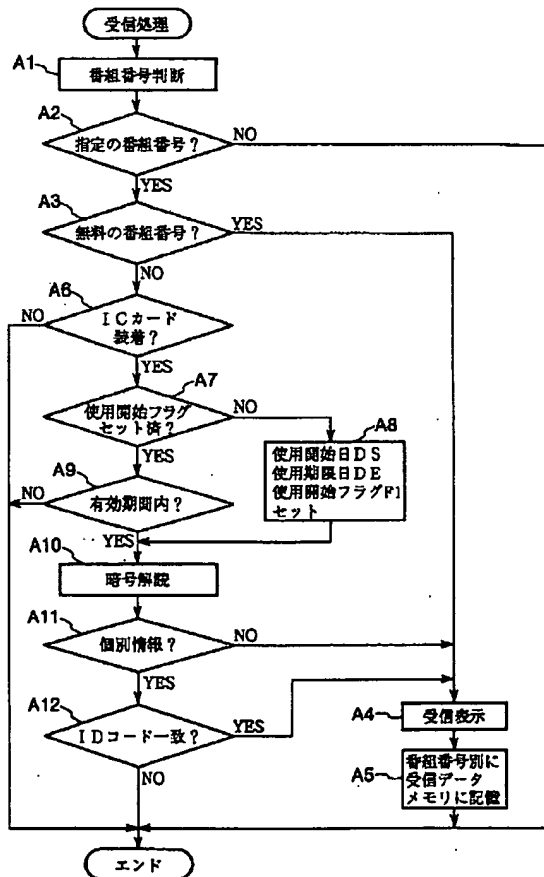 受信処理
A1
番組番号判断
A2
指定の番組番号？
NO
YES
A3
無料の番組番号？
YES
NO
A6
NO
ＩＣカード
装着？
YES
A7
使用開始フラグ
セット済？
NO
A8
使用開始日ＤＳ
使用期限日ＤＥ
使用開始フラグF1
セット
YES
A9
NO
有効期間内？
YES
A10
暗号解読
A11
個別情報？
NO
YES
A12
ＩＤコード一致？
YES
NO
A4
受信表示
A5
番組番号別に
受信データ
メモリに記憶
エンド